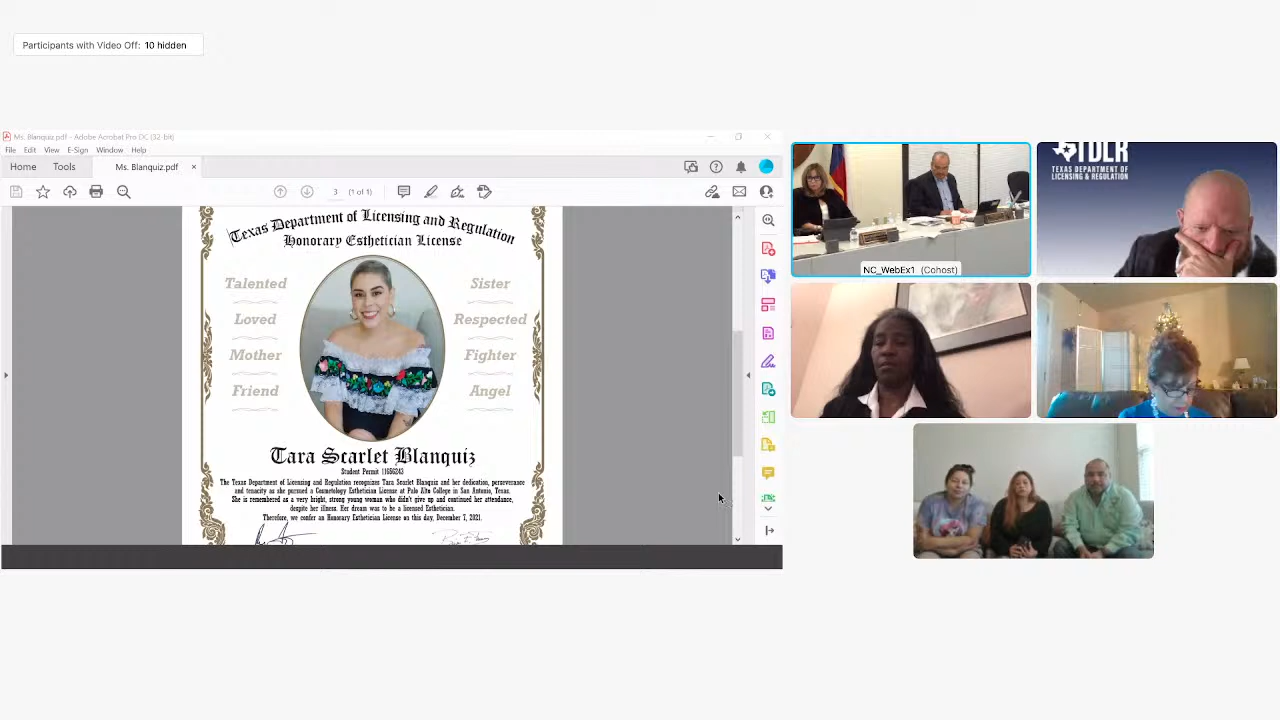 Participants with Video Off: 10 hidden
Ms. Blanquiz.pdf - Adobe Acrobat Pro DC (32-bit)
File Edit View E-Sign Window Help
Home Tools Ms. Blanquiz.pdf ×
3 (1 of 1)
Texas Department of Licensing and Regulation
Honorary Esthetician License
Talented
Loved
Mother
Friend
Sister
Respected
Fighter
Angel
Tara Scarlet Blanquiz
Student Permit 11656243
The Texas Department of Licensing and Regulation recognizes Tara Scarlet Blanquiz and her dedication, perseverance
and tenacity as she pursued a Cosmetology Esthetician License at Palo Alto College in San Antonio, Texas.
She is remembered as a very bright, strong young woman who didn't give up and continued her attendance,
despite her illness. Her dream was to be a licensed Esthetician.
Therefore, we confer an Honorary Esthetician License on this day, December 7, 2021.
NC_WebEx1 (Cohost)
TDLR
TEXAS DEPARTMENT OF
LICENSING & REGULATION